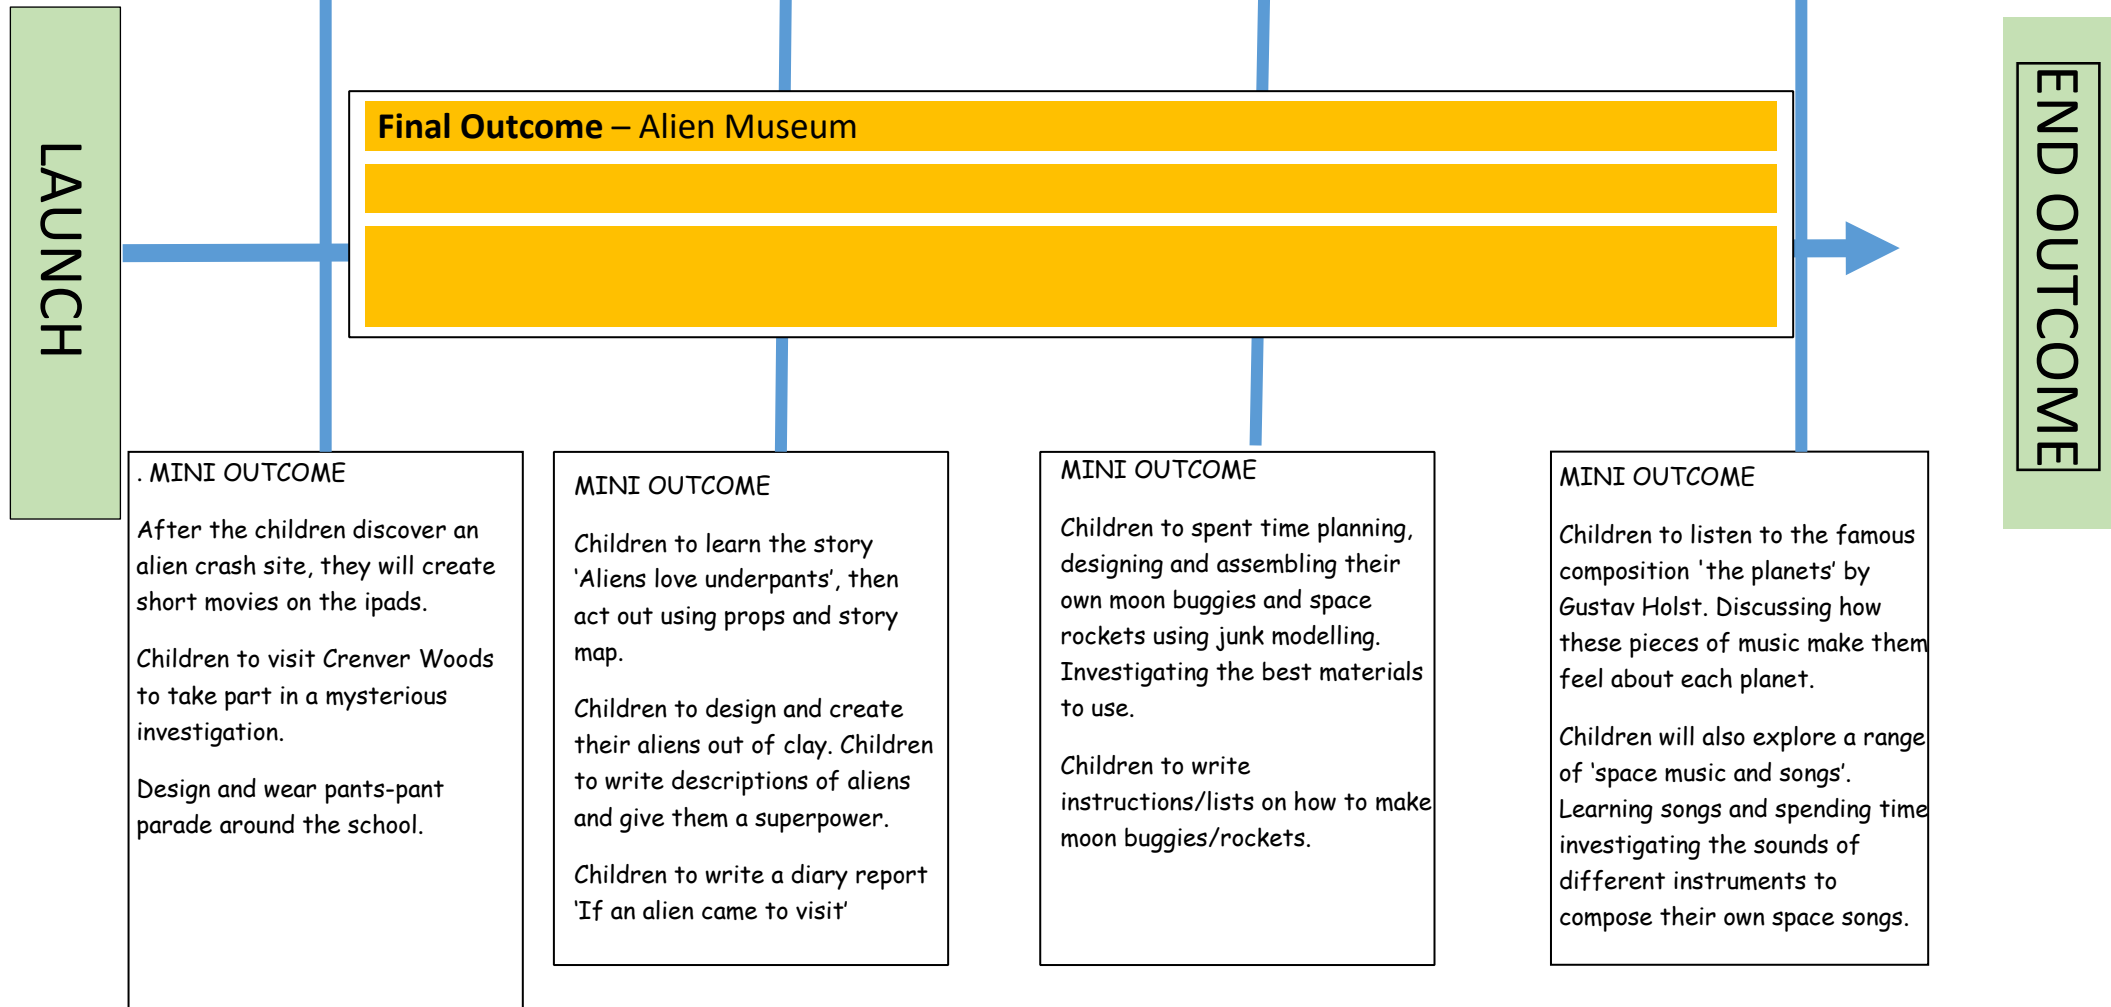 LAUNCH
Final Outcome – Alien Museum
END OUTCOME
. MINI OUTCOME
After the children discover an
alien crash site, they will create
short movies on the ipads.
Children to visit Crenver Woods
to take part in a mysterious
investigation.
Design and wear pants-pant
parade around the school.
MINI OUTCOME
Children to learn the story
‘Aliens love underpants’, then
act out using props and story
map.
Children to design and create
their aliens out of clay. Children
to write descriptions of aliens
and give them a superpower.
Children to write a diary report
‘If an alien came to visit’
MINI OUTCOME
Children to spent time planning,
designing and assembling their
own moon buggies and space
rockets using junk modelling.
Investigating the best materials
to use.
Children to write
instructions/lists on how to make
moon buggies/rockets.
MINI OUTCOME
Children to listen to the famous
composition 'the planets’ by
Gustav Holst. Discussing how
these pieces of music make them
feel about each planet.
Children will also explore a range
of ‘space music and songs’.
Learning songs and spending time
investigating the sounds of
different instruments to
compose their own space songs.